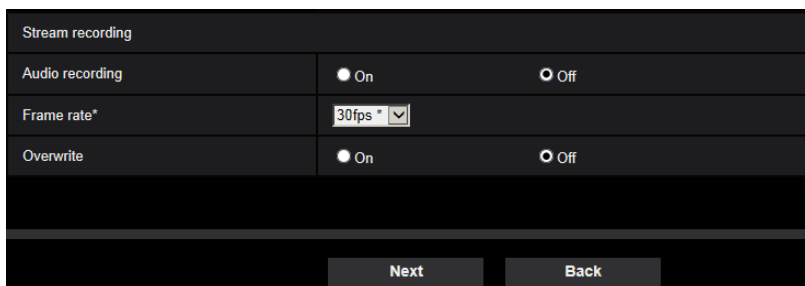 Stream recording
Audio recording On Off
Frame rate* 30fps *
Overwrite On Off
Next Back